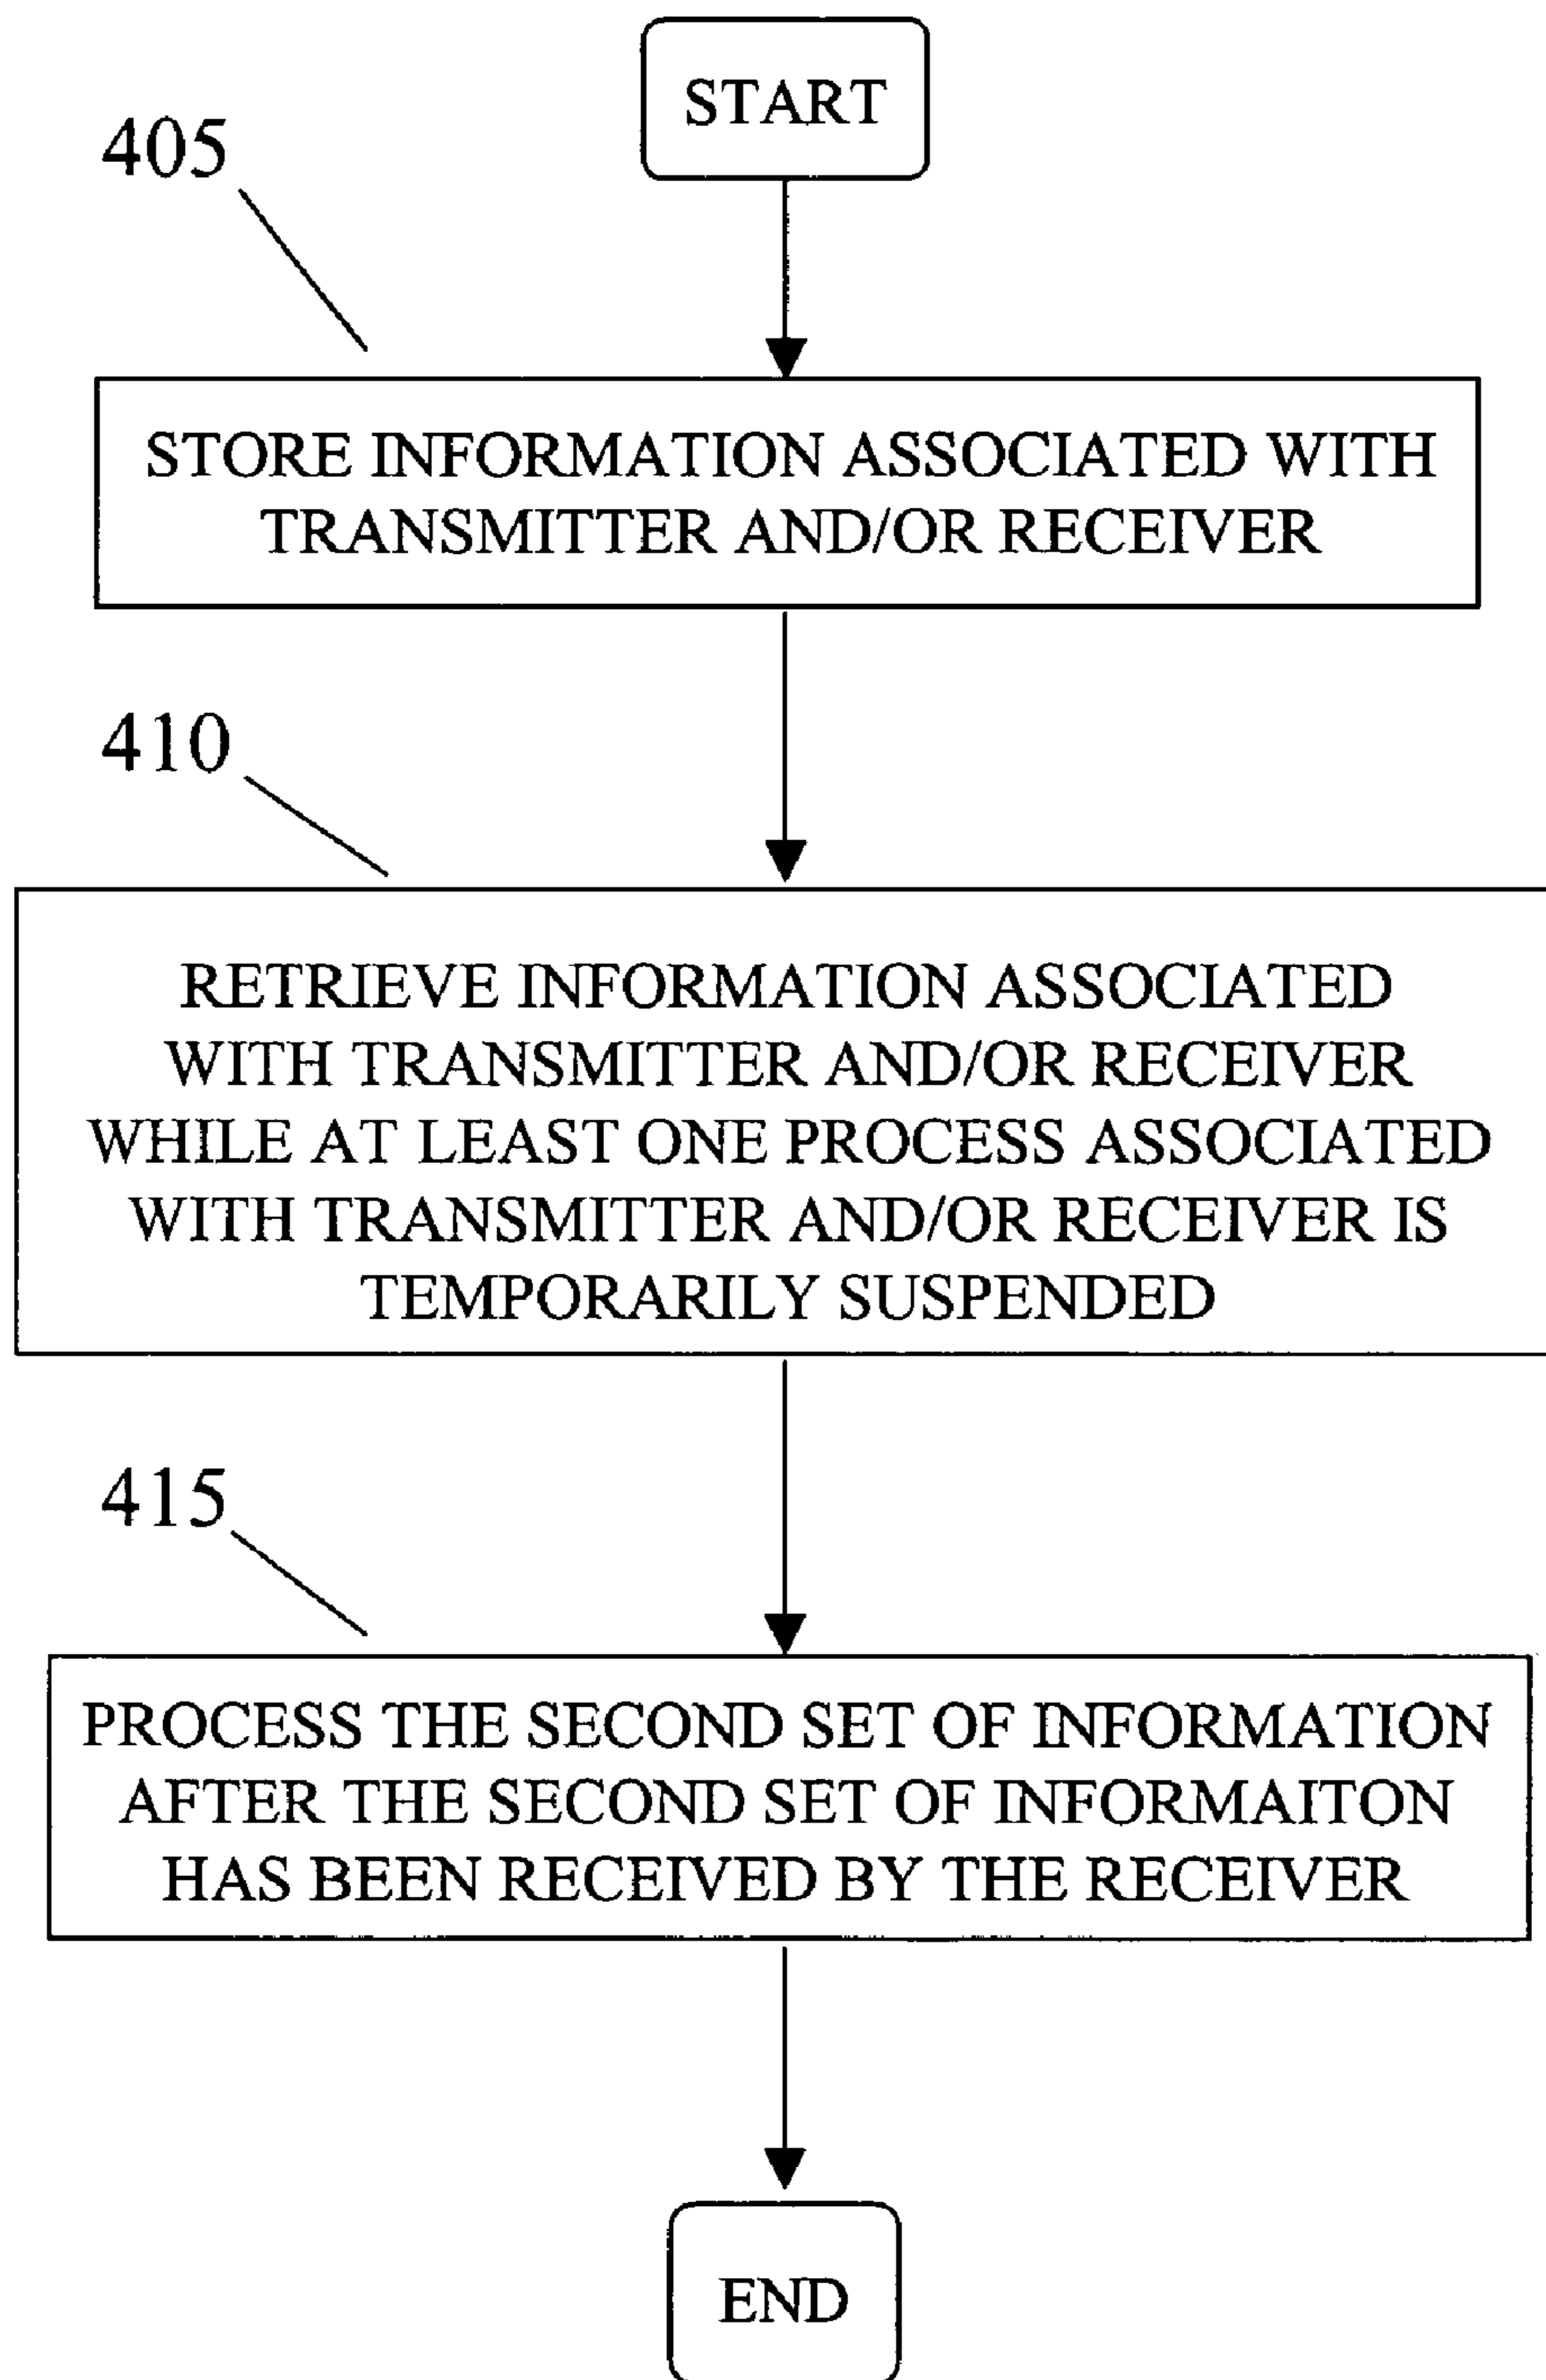 START
405
STORE INFORMATION ASSOCIATED WITH
TRANSMITTER AND/OR RECEIVER
410
RETRIEVE INFORMATION ASSOCIATED
WITH TRANSMITTER AND/OR RECEIVER
WHILE AT LEAST ONE PROCESS ASSOCIATED
WITH TRANSMITTER AND/OR RECEIVER IS
TEMPORARILY SUSPENDED
415
PROCESS THE SECOND SET OF INFORMATION
AFTER THE SECOND SET OF INFORMAITON
HAS BEEN RECEIVED BY THE RECEIVER
END